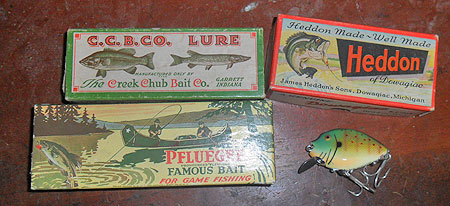 C.C.B.CO. LURE
MANUFACTURED ONLY BY
The Creek Chub Bait Co.
GARRETT
INDIANA
Heddon Made - Well Made
Heddon
of Dowagiac
James Heddon's Sons, Dowagiac, Michigan
PFLUEGER
FAMOUS BAIT
FOR GAME FISHING